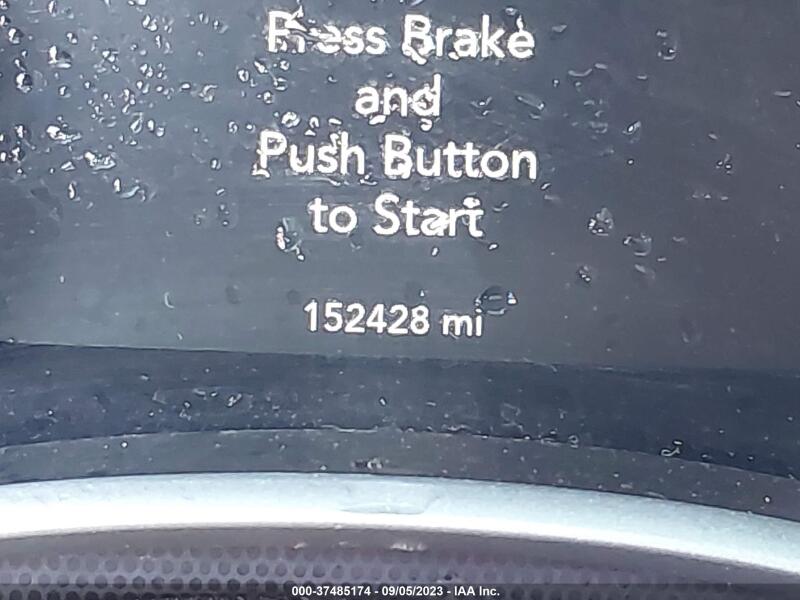 Press Brake
and
Push Button
to Start
152428 mi
000-37485174 - 09/05/2023 - IAA Inc.